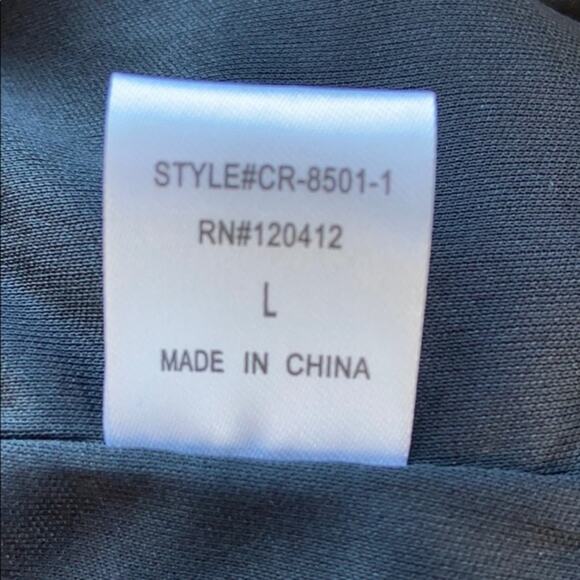 STYLE#CR-8501-1
RN#120412
L
MADE IN CHINA